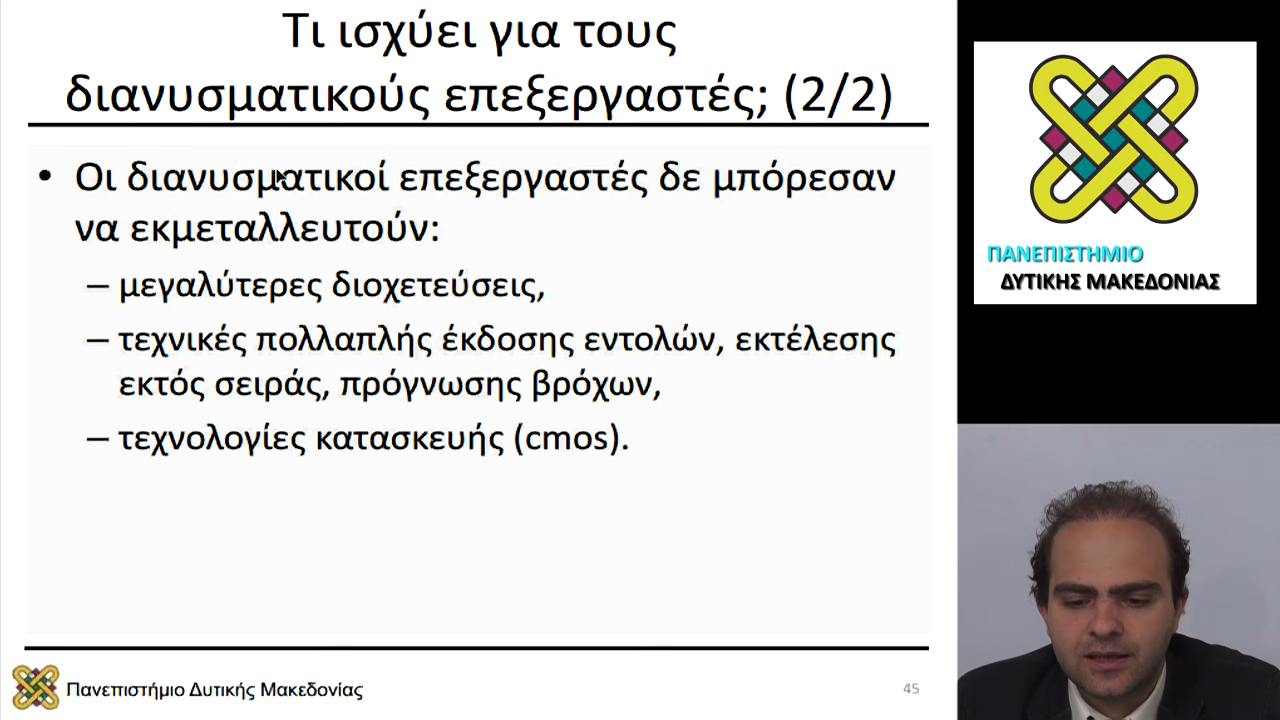 Τι ισχύει για τους
διανυσματικούς επεξεργαστές; (2/2)
• Οι διανυσματικοί επεξεργαστές δε μπόρεσαν
να εκμεταλλευτούν:
– μεγαλύτερες διοχετεύσεις,
– τεχνικές πολλαπλής έκδοσης εντολών, εκτέλεσης
εκτός σειράς, πρόγνωσης βρόχων,
– τεχνολογίες κατασκευής (cmos).
Πανεπιστήμιο Δυτικής Μακεδονίας
45
ΠΑΝΕΠΙΣΤΗΜΙΟ
ΔΥΤΙΚΗΣ ΜΑΚΕΔΟΝΙΑΣ